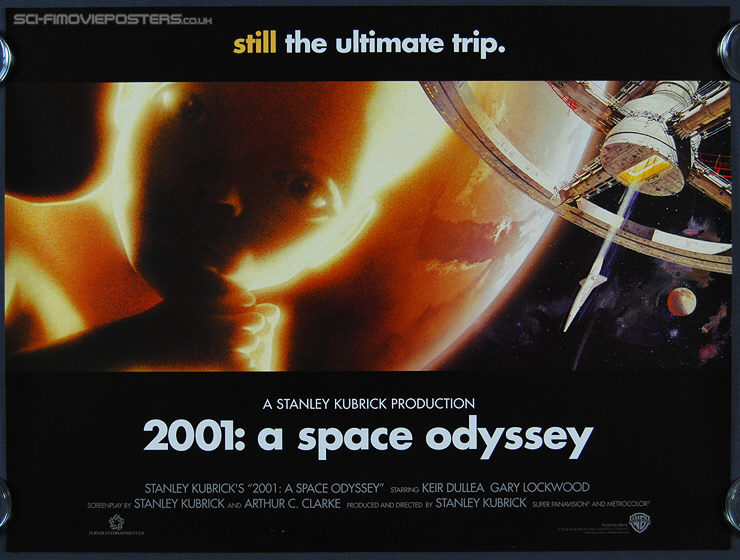 SCI-FIMOVIEPOSTERS.CO.UK
still the ultimate trip.
A STANLEY KUBRICK PRODUCTION
2001: a space odyssey
STANLEY KUBRICK'S "2001: A SPACE ODYSSEY" STARRING KEIR DULLEA GARY LOCKWOOD
SCREENPLAY BY STANLEY KUBRICK AND ARTHUR C. CLARKE PRODUCED AND DIRECTED BY STANLEY KUBRICK SUPER PANAVISION® AND METROCOLOR®
TURNER ENTERTAINMENT CO.
WARNER BROS.